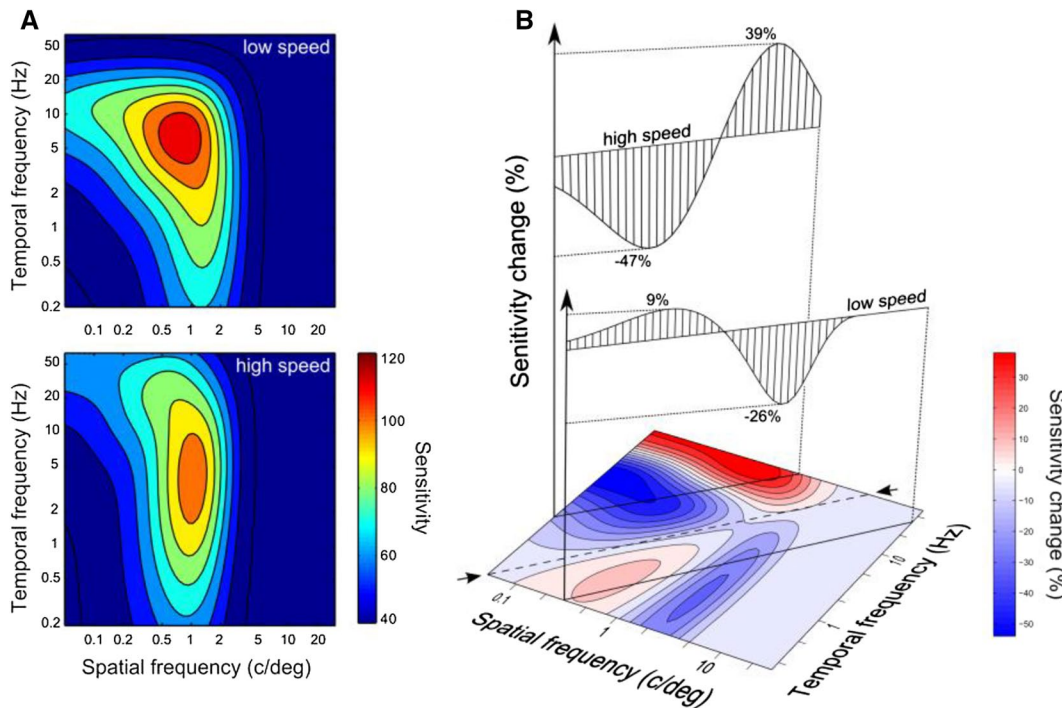 A
low speed
Temporal frequency (Hz)
50
20
10
5
2
1
0.5
0.2
0.1 0.2 0.5 1 2 5 10 20
high speed
Temporal frequency (Hz)
50
20
10
5
2
1
0.5
0.2
0.1 0.2 0.5 1 2 5 10 20
Spatial frequency (c/deg)
120
100
80
60
40
Sensitivity
B
Senitivity change (%)
39%
high speed
-47%
9%
low speed
-26%
0.1
1
10
Spatial frequency (c/deg)
1
10
Temporal frequency (Hz)
30
20
10
0
-10
-20
-30
-40
-50
Sensitivity change (%)